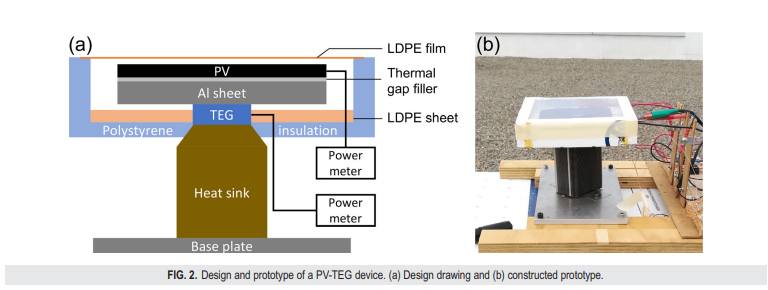 (a)
LDPE film
PV
Thermal
gap filler
Al sheet
TEG
LDPE sheet
Polystyrene
insulation
Power
meter
Heat sink
Power
meter
Base plate
(b)
FIG. 2. Design and prototype of a PV-TEG device. (a) Design drawing and (b) constructed prototype.